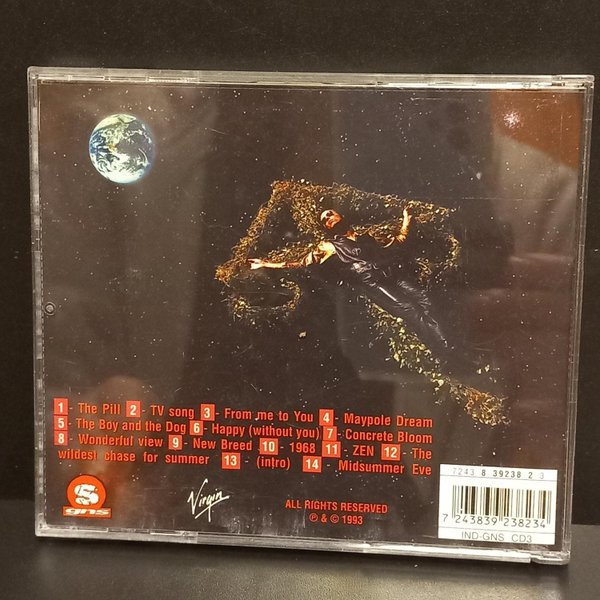 1 - The Pill 2 - TV song 3 - From me to You 4 - Maypole Dream
5 - The Boy and the Dog 6 - Happy (without you) 7 - Concrete Bloom
8 - Wonderful view 9 - New Breed 10 - 1968 11 - ZEN 12 - The
wildest chase for summer 13 - (intro) 14 - Midsummer Eve
7243 8 39238 2 3
S
gns
Virgin
ALL RIGHTS RESERVED
℗ & © 1993
7 243839 238234
IND-GNS CD3